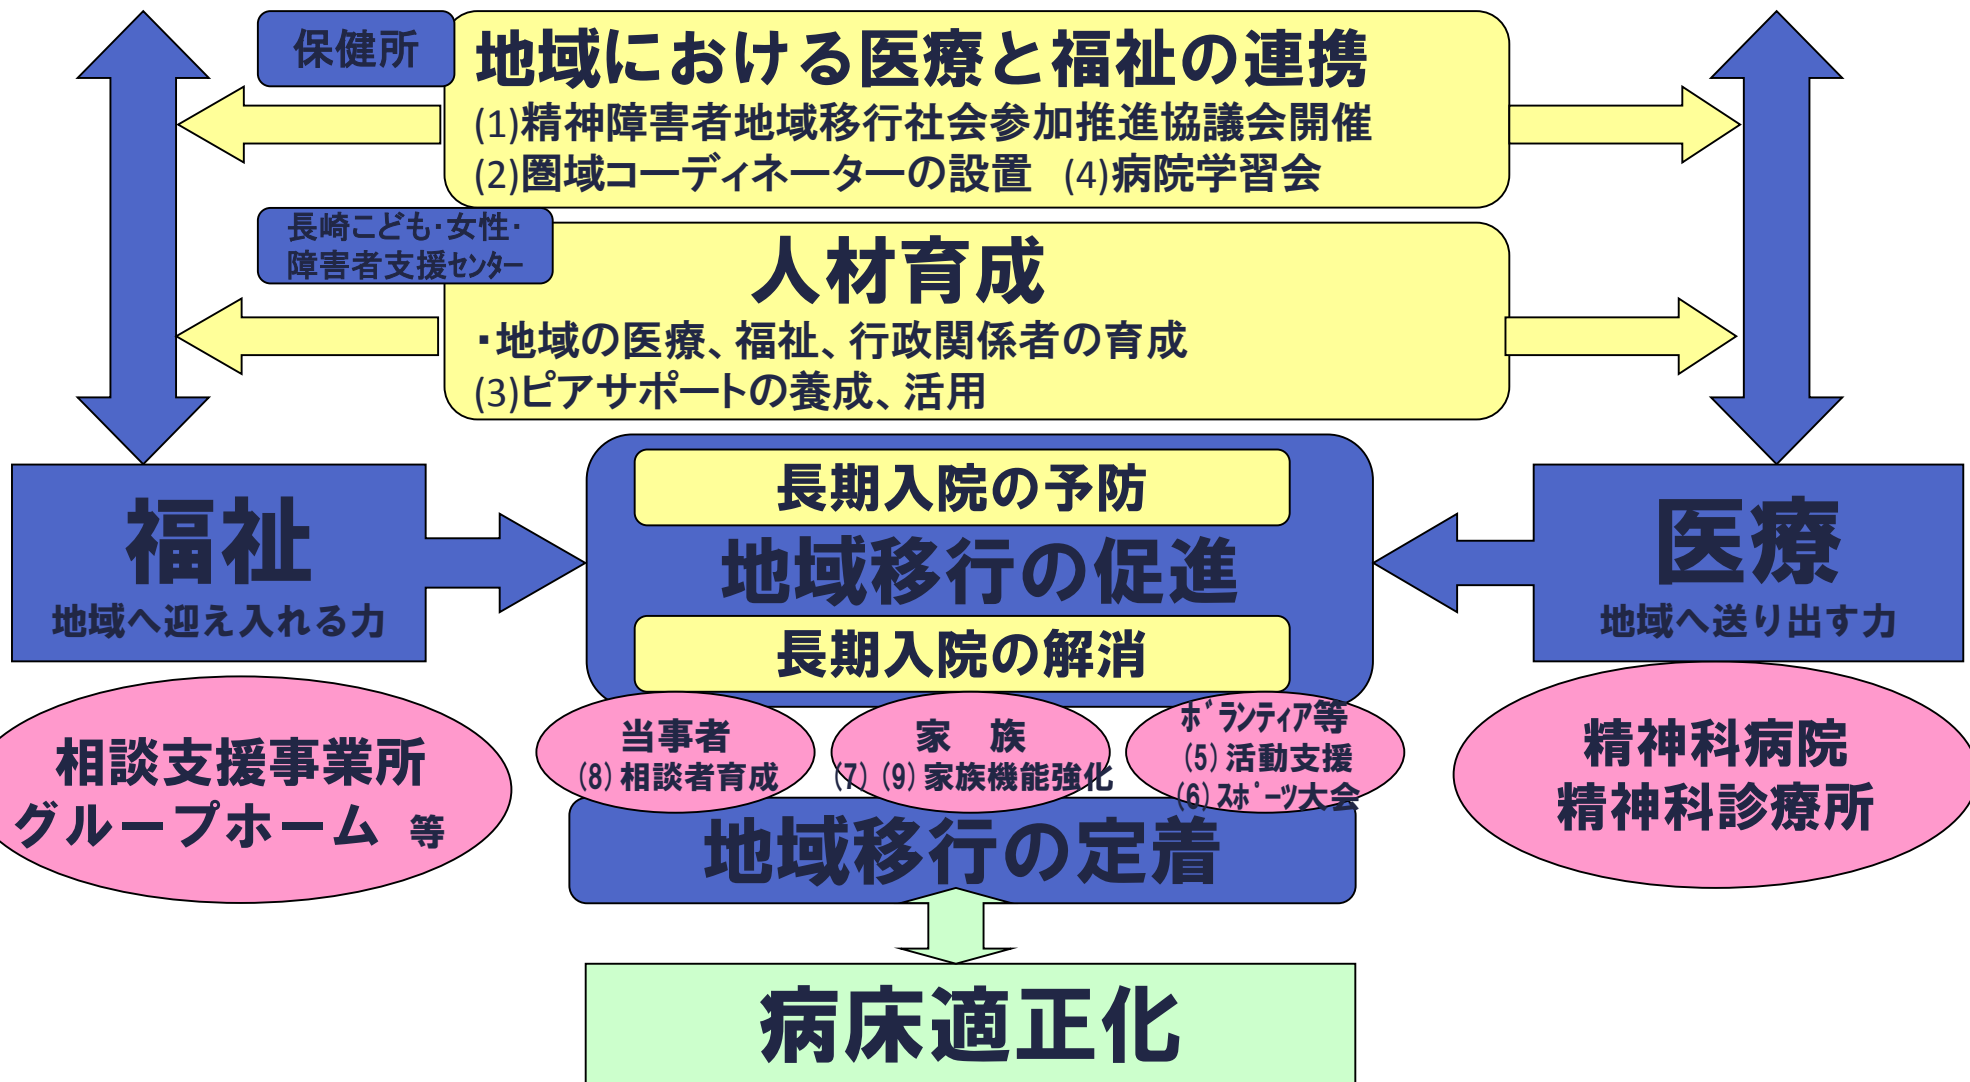 保健所
地域における医療と福祉の連携
(1)精神障害者地域移行社会参加推進協議会開催
(2)圏域コーディネーターの設置 (4)病院学習会
長崎こども・女性・
障害者支援センター
人材育成
・地域の医療、福祉、行政関係者の育成
(3)ピアサポートの養成、活用
福祉
地域へ迎え入れる力
長期入院の予防
地域移行の促進
長期入院の解消
医療
地域へ送り出す力
相談支援事業所
グループホーム 等
当事者
(8)相談者育成
家 族
(7)(9)家族機能強化
ボランティア等
(5)活動支援
(6)スポーツ大会
精神科病院
精神科診療所
地域移行の定着
病床適正化